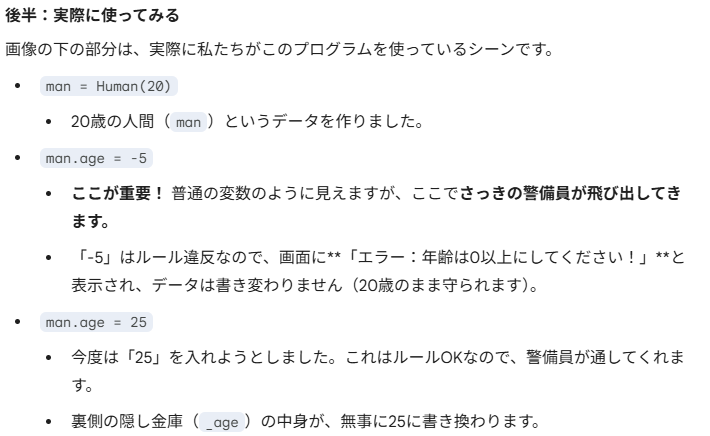 後半：実際に使ってみる
画像の下の部分は、実際に私たちがこのプログラムを使っているシーンです。
• man = Human(20)
• 20歳の人間（man）というデータを作りました。
• man.age = -5
• ここが重要！ 普通の変数のように見えますが、ここでさっきの警備員が飛び出してき
ます。
• 「-5」はルール違反なので、画面に**「エラー：年齢は0以上にしてください！」**と
表示され、データは書き変わりません（20歳のまま守られます）。
• man.age = 25
• 今度は「25」を入れようとしました。これはルールOKなので、警備員が通してくれま
す。
• 裏側の隠し金庫（_age）の中身が、無事に25に書き換わります。